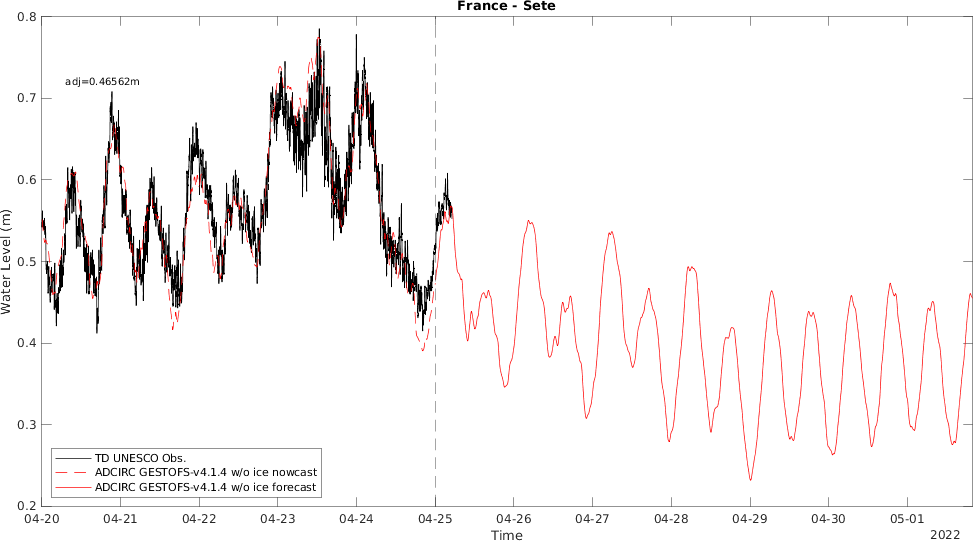 France - Sete
0.8
0.7
0.6
0.5
0.4
0.3
0.2
Water Level (m)
adj=0.46562m
TD UNESCO Obs.
ADCIRC GESTOFS-v4.1.4 w/o ice nowcast
ADCIRC GESTOFS-v4.1.4 w/o ice forecast
04-20 04-21 04-22 04-23 04-24 04-25 04-26 04-27 04-28 04-29 04-30 05-01
Time
2022